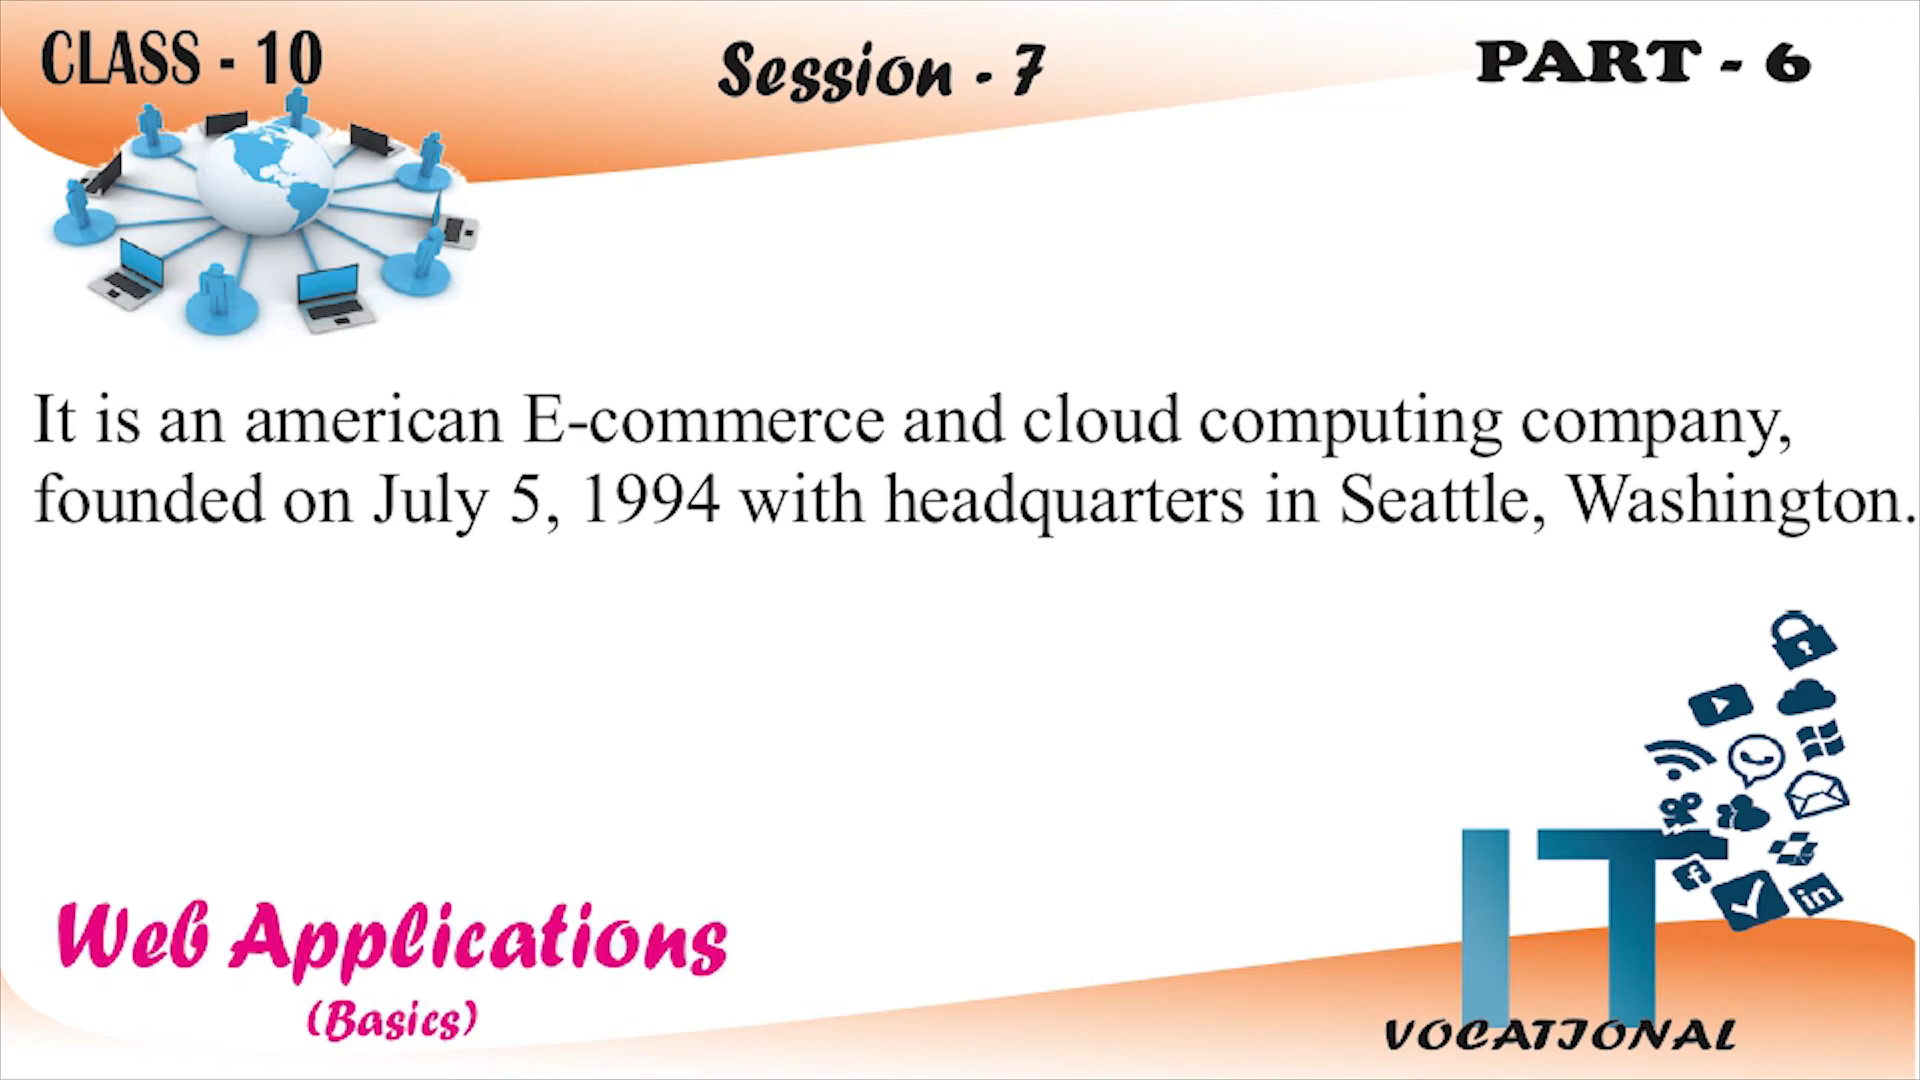 CLASS - 10
Session - 7
PART - 6
It is an american E-commerce and cloud computing company,
founded on July 5, 1994 with headquarters in Seattle, Washington.
Web Applications
(Basics)
IT
VOCATIONAL